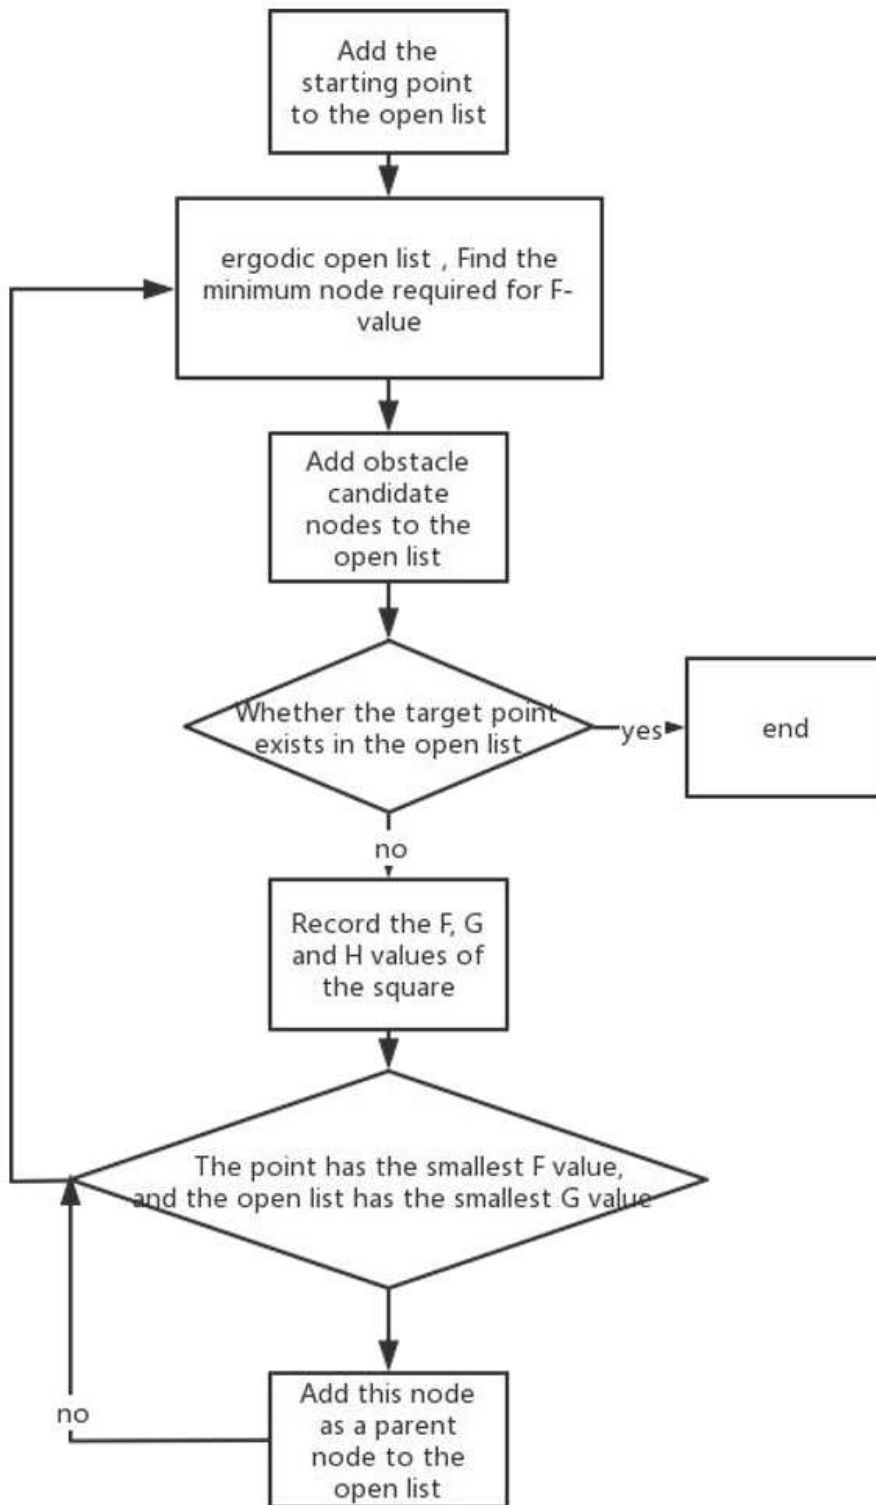 Add the
starting point
to the open list
ergodic open list , Find the
minimum node required for F-
value
Add obstacle
candidate
nodes to the
open list
Whether the target point
exists in the open list
yes
end
no
Record the F, G
and H values of
the square
The point has the smallest F value,
and the open list has the smallest G value
Add this node
as a parent
node to the
open list
no